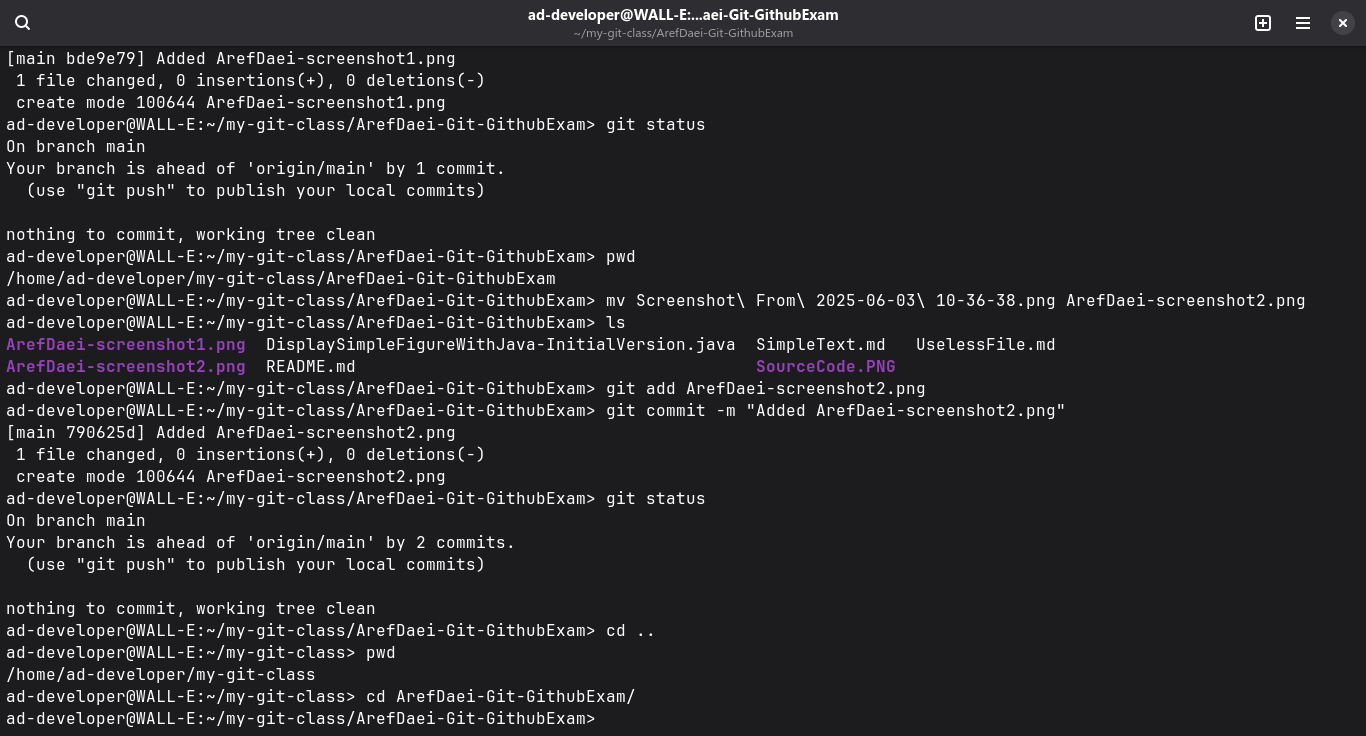 ad-developer@WALL-E:...aei-Git-GithubExam
~/my-git-class/ArefDaei-Git-GithubExam
[main bde9e79] Added ArefDaei-screenshot1.png
 1 file changed, 0 insertions(+), 0 deletions(-)
 create mode 100644 ArefDaei-screenshot1.png
ad-developer@WALL-E:~/my-git-class/ArefDaei-Git-GithubExam> git status
On branch main
Your branch is ahead of 'origin/main' by 1 commit.
  (use "git push" to publish your local commits)

nothing to commit, working tree clean
ad-developer@WALL-E:~/my-git-class/ArefDaei-Git-GithubExam> pwd
/home/ad-developer/my-git-class/ArefDaei-Git-GithubExam
ad-developer@WALL-E:~/my-git-class/ArefDaei-Git-GithubExam> mv Screenshot\ From\ 2025-06-03\ 10-36-38.png ArefDaei-screenshot2.png
ad-developer@WALL-E:~/my-git-class/ArefDaei-Git-GithubExam> ls
ArefDaei-screenshot1.png  DisplaySimpleFigureWithJava-InitialVersion.java  SimpleText.md   UselessFile.md
ArefDaei-screenshot2.png  README.md                                        SourceCode.PNG
ad-developer@WALL-E:~/my-git-class/ArefDaei-Git-GithubExam> git add ArefDaei-screenshot2.png
ad-developer@WALL-E:~/my-git-class/ArefDaei-Git-GithubExam> git commit -m "Added ArefDaei-screenshot2.png"
[main 790625d] Added ArefDaei-screenshot2.png
 1 file changed, 0 insertions(+), 0 deletions(-)
 create mode 100644 ArefDaei-screenshot2.png
ad-developer@WALL-E:~/my-git-class/ArefDaei-Git-GithubExam> git status
On branch main
Your branch is ahead of 'origin/main' by 2 commits.
  (use "git push" to publish your local commits)

nothing to commit, working tree clean
ad-developer@WALL-E:~/my-git-class/ArefDaei-Git-GithubExam> cd ..
ad-developer@WALL-E:~/my-git-class> pwd
/home/ad-developer/my-git-class
ad-developer@WALL-E:~/my-git-class> cd ArefDaei-Git-GithubExam/
ad-developer@WALL-E:~/my-git-class/ArefDaei-Git-GithubExam>